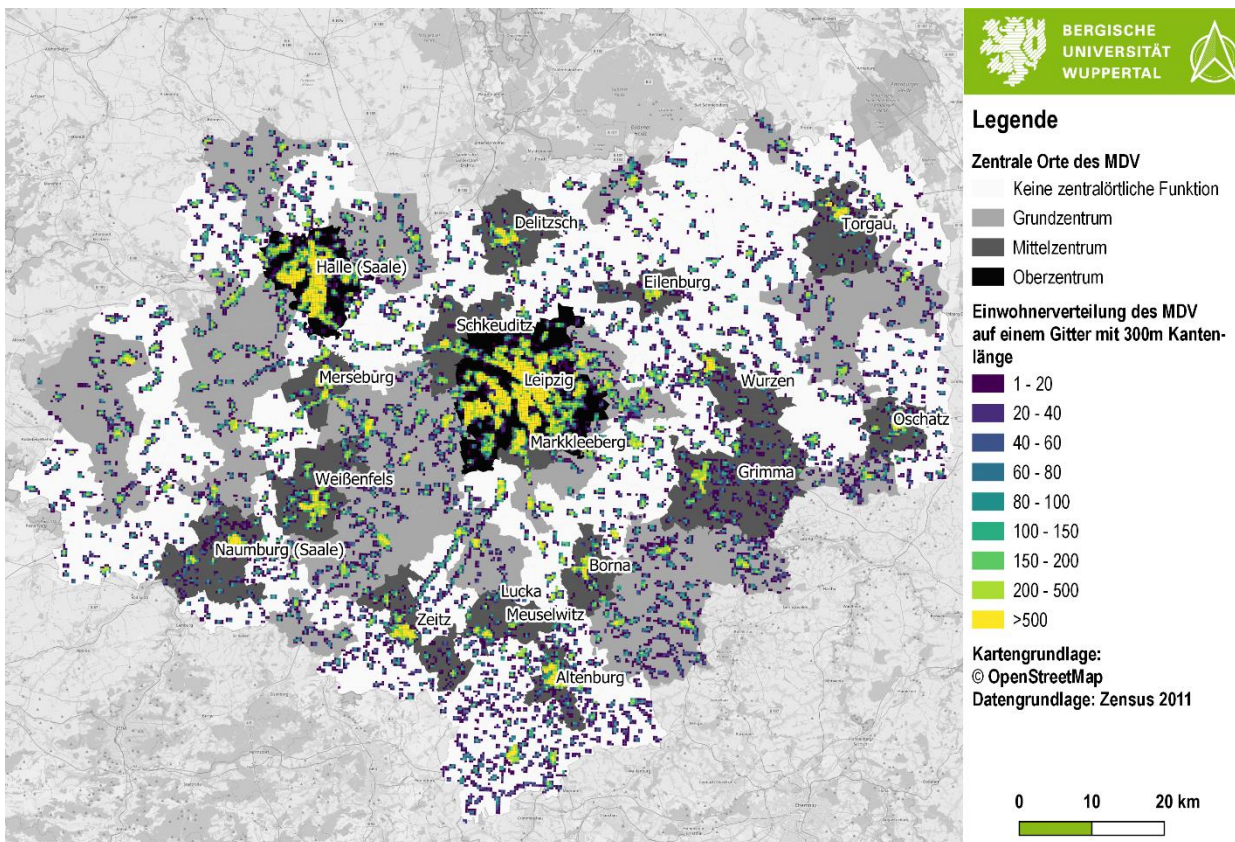 BERGISCHE
UNIVERSITÄT
WUPPERTAL
Legende
Zentrale Orte des MDV
Keine zentralörtliche Funktion
Grundzentrum
Mittelzentrum
Oberzentrum
Einwohnerverteilung des MDV
auf einem Gitter mit 300m Kanten-
länge
1 - 20
20 - 40
40 - 60
60 - 80
80 - 100
100 - 150
150 - 200
200 - 500
>500
Kartengrundlage:
© OpenStreetMap
Datengrundlage: Zensus 2011
0 10 20 km
Delitzsch
Torgau
Halle (Saale)
Eilenburg
Schkeuditz
Merseburg
Leipzig
Wurzen
Oschatz
Markkleeberg
Weißenfels
Grimma
Naumburg (Saale)
Borna
Lucka
Zeitz
Meuselwitz
Altenburg